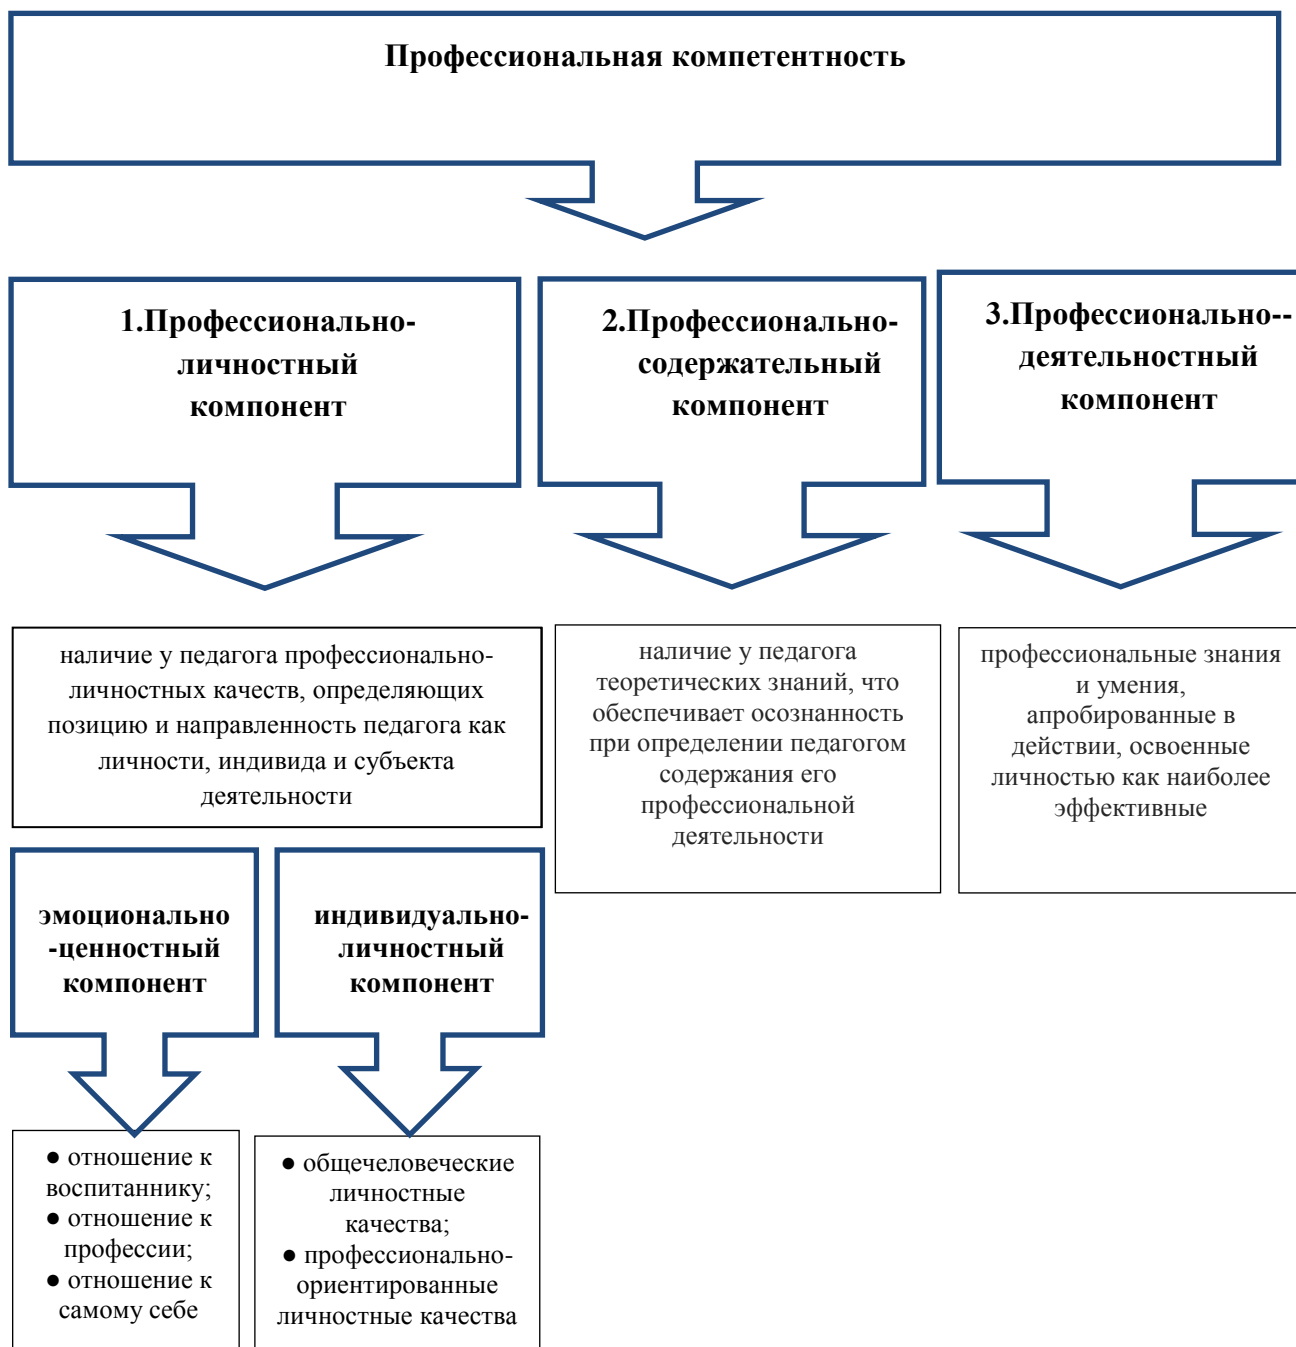 Профессиональная компетентность
1.Профессионально-
личностный
компонент
2.Профессионально-
содержательный
компонент
3.Профессионально--
деятельностный
компонент
наличие у педагога профессионально-
личностных качеств, определяющих
позицию и направленность педагога как
личности, индивида и субъекта
деятельности
наличие у педагога
теоретических знаний, что
обеспечивает осознанность
при определении педагогом
содержания его
профессиональной
деятельности
профессиональные знания
и умения,
апробированные в
действии, освоенные
личностью как наиболее
эффективные
эмоционально
-ценностный
компонент
индивидуально-
личностный
компонент
● отношение к
воспитаннику;
● отношение к
профессии;
● отношение к
самому себе
● общечеловеческие
личностные
качества;
● профессионально-
ориентированные
личностные качества